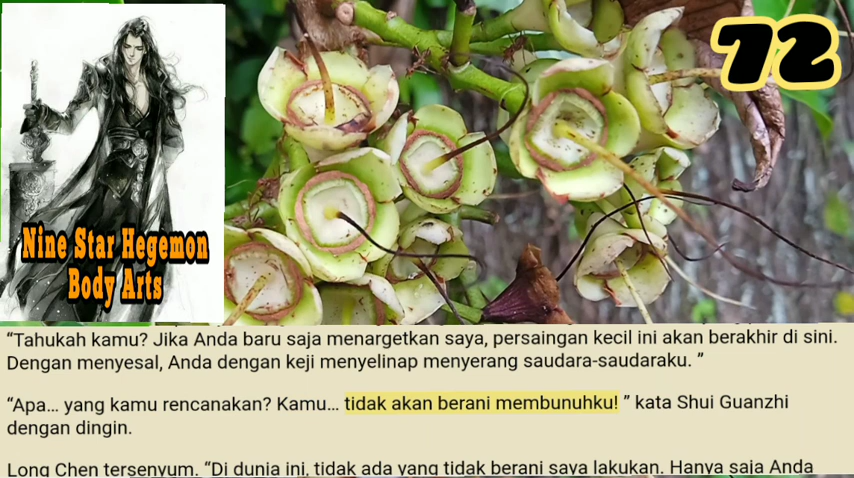 72
Nine Star Hegemon
Body Arts
“Tahukah kamu? Jika Anda baru saja menargetkan saya, persaingan kecil ini akan berakhir di sini.
Dengan menyesal, Anda dengan keji menyelinap menyerang saudara-saudaraku. ”
“Apa… yang kamu rencanakan? Kamu… tidak akan berani membunuhku! ” kata Shui Guanzhi
dengan dingin.
Long Chen tersenyum. “Di dunia ini, tidak ada yang tidak berani saya lakukan. Hanya saja Anda